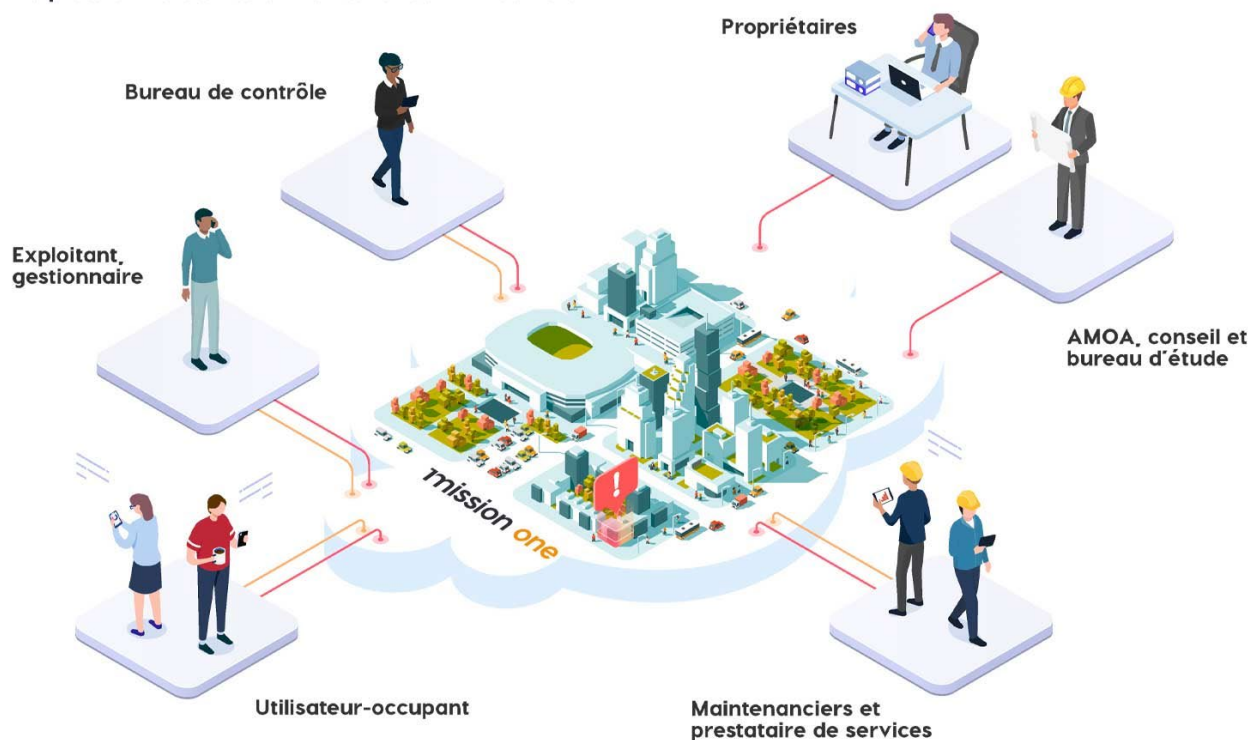 Propriétaires
Bureau de contrôle
Exploitant,
gestionnaire
AMOA, conseil et
bureau d'étude
!
1mission one
Utilisateur-occupant
Maintenanciers et
prestataire de services